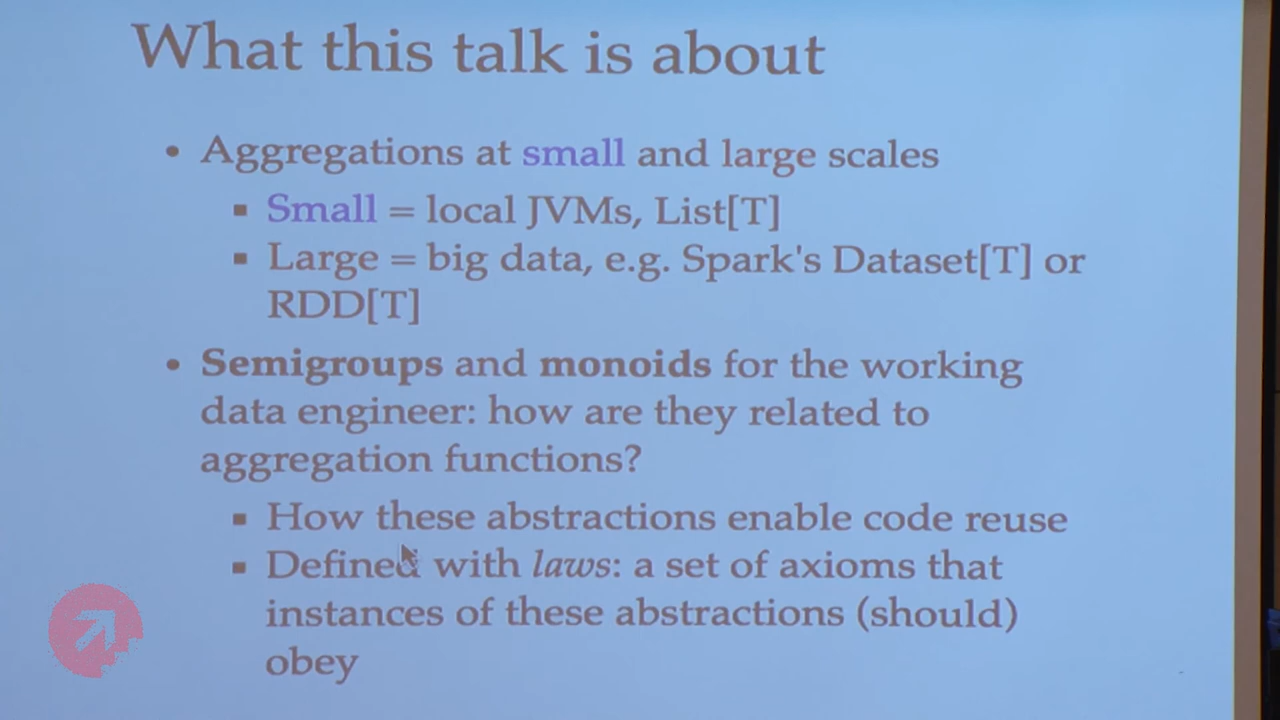 What this talk is about
• Aggregations at small and large scales
▪ Small = local JVMs, List[T]
▪ Large = big data, e.g. Spark's Dataset[T] or
RDD[T]
• Semigroups and monoids for the working
data engineer: how are they related to
aggregation functions?
▪ How these abstractions enable code reuse
▪ Defined with laws: a set of axioms that
instances of these abstractions (should)
obey